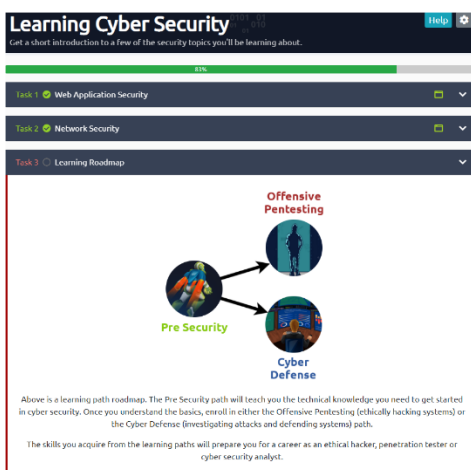 Learning Cyber Security
Help
Get a short introduction to a few of the security topics you'll be learning about.
83%
Task 1 Web Application Security
Task 2 Network Security
Task 3 Learning Roadmap
Offensive
Pentesting
Pre Security
Cyber
Defense
Above is a learning path roadmap. The Pre Security path will teach you the technical knowledge you need to get started
in cyber security. Once you understand the basics, enroll in either the Offensive Pentesting (ethically hacking systems) or
the Cyber Defense (investigating attacks and defending systems) path.
The skills you acquire from the learning paths will prepare you for a career as an ethical hacker, penetration tester or
cyber security analyst.